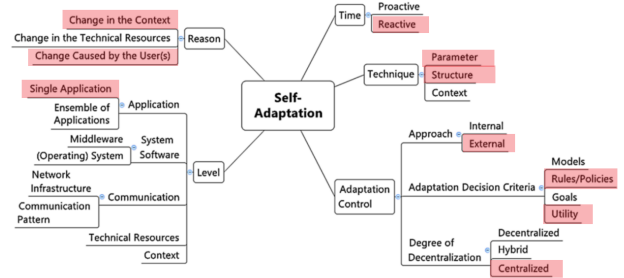 Change in the Context
Change in the Technical Resources
Change Caused by the User(s)
Reason
Single Application
Ensemble of
Applications
Application
Middleware
(Operating) System
System
Software
Network
Infrastructure
Communication
Pattern
Communication
Technical Resources
Context
Level
Self-
Adaptation
Time
Proactive
Reactive
Technique
Parameter
Structure
Context
Adaptation
Control
Approach
Internal
External
Adaptation Decision Criteria
Models
Rules/Policies
Goals
Utility
Degree of
Decentralization
Decentralized
Hybrid
Centralized